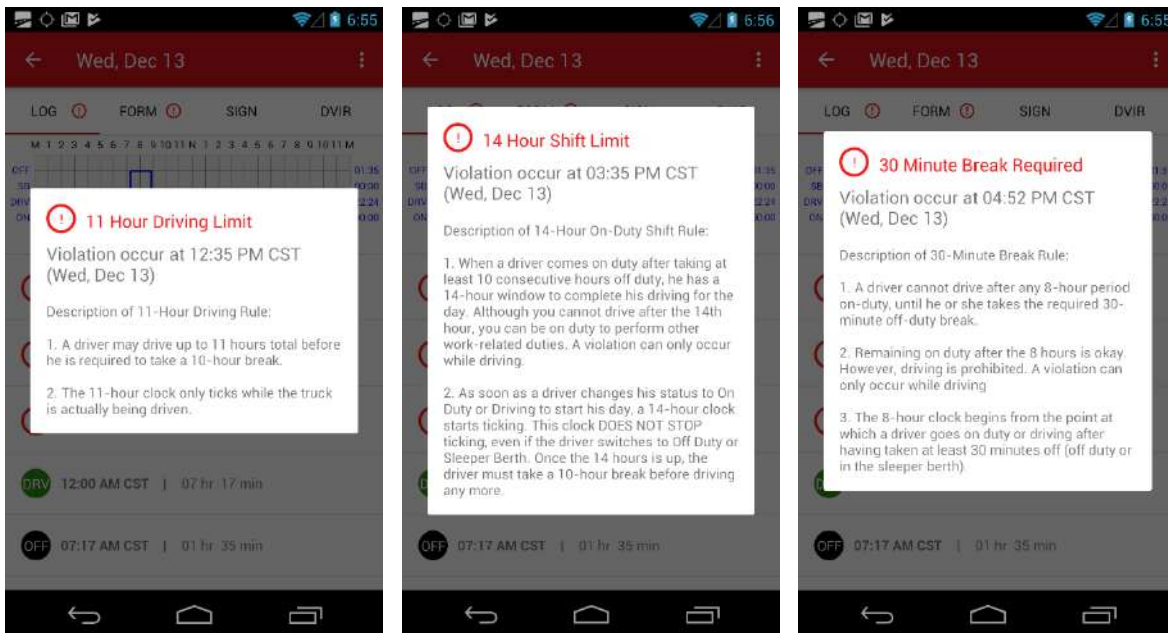 6:55
Wed, Dec 13
LOG FORM SIGN DVIR
M 1 2 3 4 5 6 7 8 9 10 11 N 1 2 3 4 5 6 7 8 9 10 11 M
OFF 01:35
SB 00:00
DRV 22:24
ON 00:00
11 Hour Driving Limit
Violation occur at 12:35 PM CST
(Wed, Dec 13)
Description of 11-Hour Driving Rule:
1. A driver may drive up to 11 hours total before
he is required to take a 10-hour break.
2. The 11-hour clock only ticks while the truck
is actually being driven.
DRV 12:00 AM CST | 07 hr 17 min
OFF 07:17 AM CST | 01 hr 35 min
6:56
Wed, Dec 13
14 Hour Shift Limit
Violation occur at 03:35 PM CST
(Wed, Dec 13)
Description of 14-Hour On-Duty Shift Rule:
1. When a driver comes on duty after taking at
least 10 consecutive hours off duty, he has a
14-hour window to complete his driving for the
day. Although you cannot drive after the 14th
hour, you can be on duty to perform other
work-related duties. A violation can only occur
while driving.
2. As soon as a driver changes his status to On
Duty or Driving to start his day, a 14-hour clock
starts ticking. This clock DOES NOT STOP
ticking, even if the driver switches to Off Duty or
Sleeper Berth. Once the 14 hours is up, the
driver must take a 10-hour break before driving
any more.
OFF 07:17 AM CST | 01 hr 35 min
6:55
Wed, Dec 13
LOG FORM SIGN DVIR
30 Minute Break Required
Violation occur at 04:52 PM CST
(Wed, Dec 13)
Description of 30-Minute Break Rule:
1. A driver cannot drive after any 8-hour period
on-duty, until he or she takes the required 30-
minute off-duty break.
2. Remaining on duty after the 8 hours is okay.
However, driving is prohibited. A violation can
only occur while driving
3. The 8-hour clock begins from the point at
which a driver goes on duty or driving after
having taken at least 30 minutes off (off duty or
in the sleeper berth).
OFF 07:17 AM CST | 01 hr 35 min